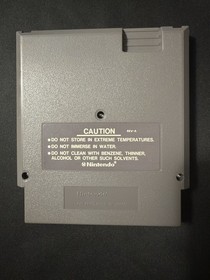 CAUTION REV-A
•DO NOT STORE IN EXTREME TEMPERATURES.
•DO NOT IMMERSE IN WATER.
•DO NOT CLEAN WITH BENZENE, THINNER,
ALCOHOL OR OTHER SUCH SOLVENTS.
Nintendo®